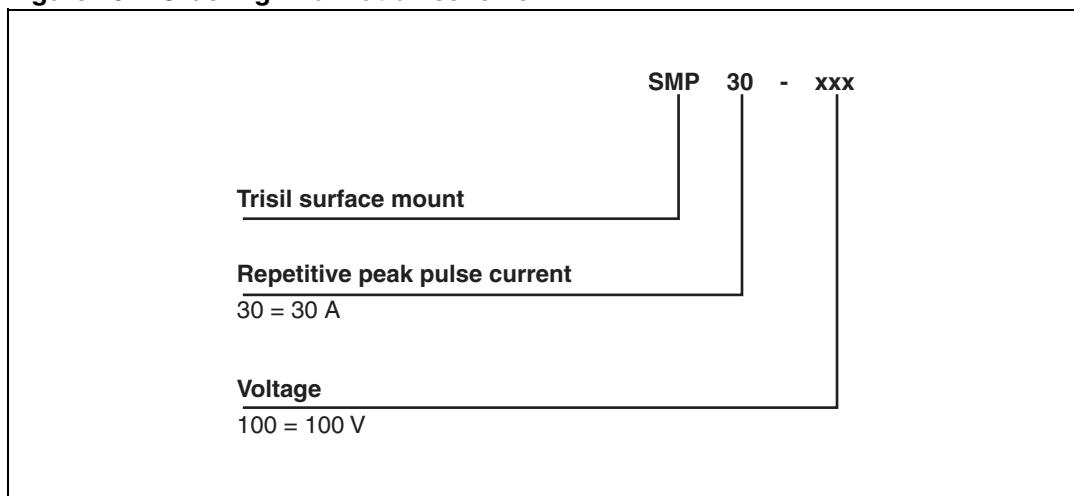 SMP 30 - xxx
Trisil surface mount
Repetitive peak pulse current
30 = 30 A
Voltage
100 = 100 V